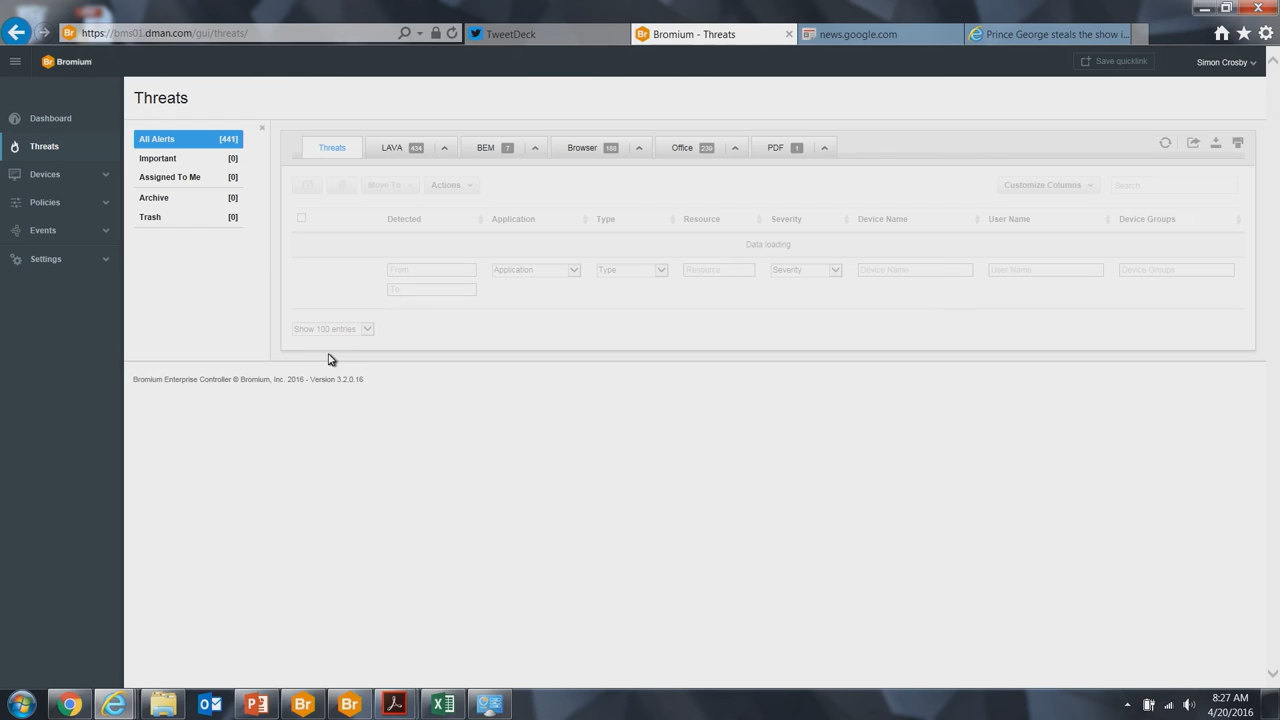 https://bms01.dman.com/gui/threats/
TweetDeck
Bromium - Threats
news.google.com
Prince George steals the show i...
Bromium
Save quicklink
Simon Crosby
Dashboard
Threats
Devices
Policies
Events
Settings
Threats
All Alerts [441]
Important [0]
Assigned To Me [0]
Archive [0]
Trash [0]
Threats
LAVA 434
BEM 7
Browser 188
Office 239
PDF 1
Move To
Actions
Customize Columns
Search
Detected
Application
Type
Resource
Severity
Device Name
User Name
Device Groups
Data loading
From
Application
Type
Resource
Severity
Device Name
User Name
Device Groups
To
Show 100 entries
Bromium Enterprise Controller © Bromium, Inc. 2016 - Version 3.2.0.16
8:27 AM
4/20/2016